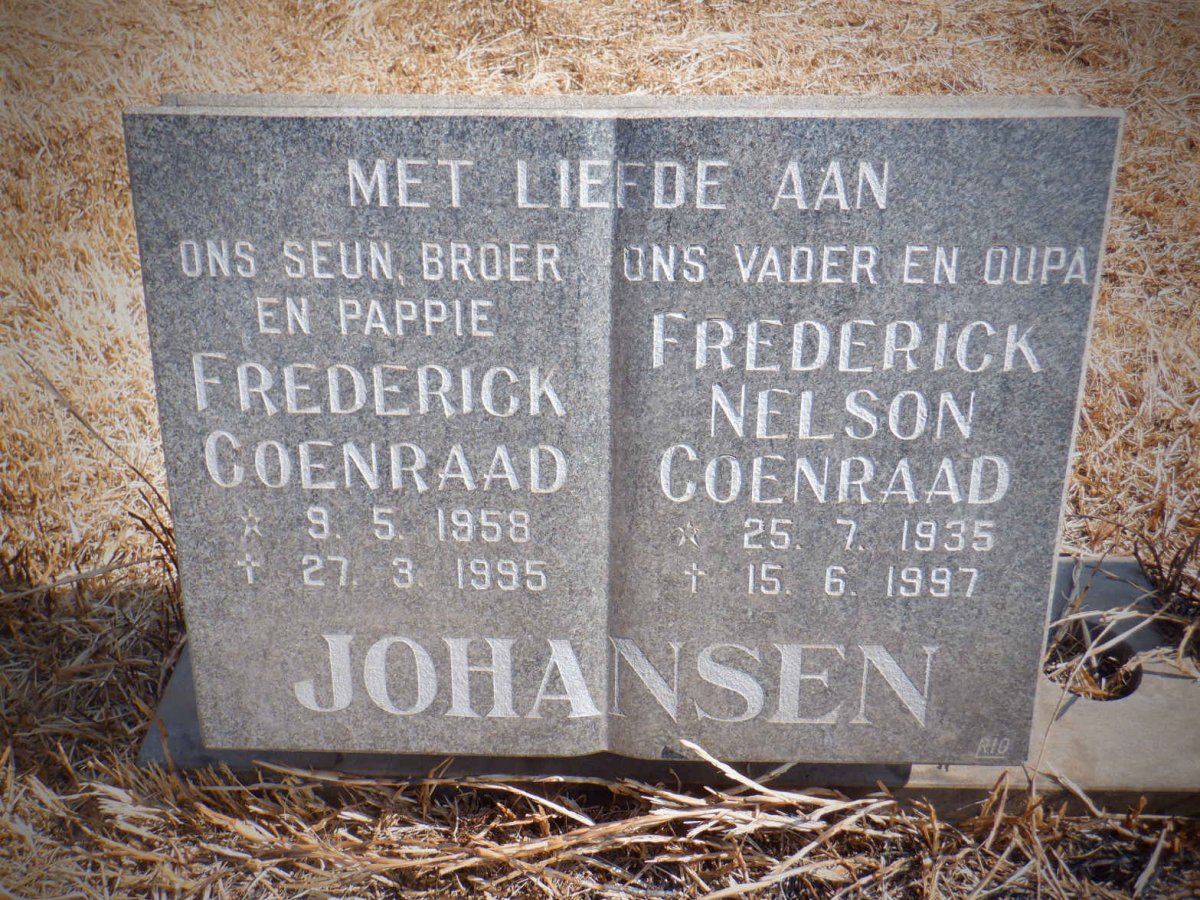 MET LIEFDE AAN
ONS SEUN, BROER
EN PAPPIE
FREDERICK
COENRAAD
☆ 9. 5. 1958
✝ 27. 3. 1995
ONS VADER EN OUPA
FREDERICK
NELSON
COENRAAD
☆ 25. 7. 1935
✝ 15. 6. 1997
JOHANSEN
RIO